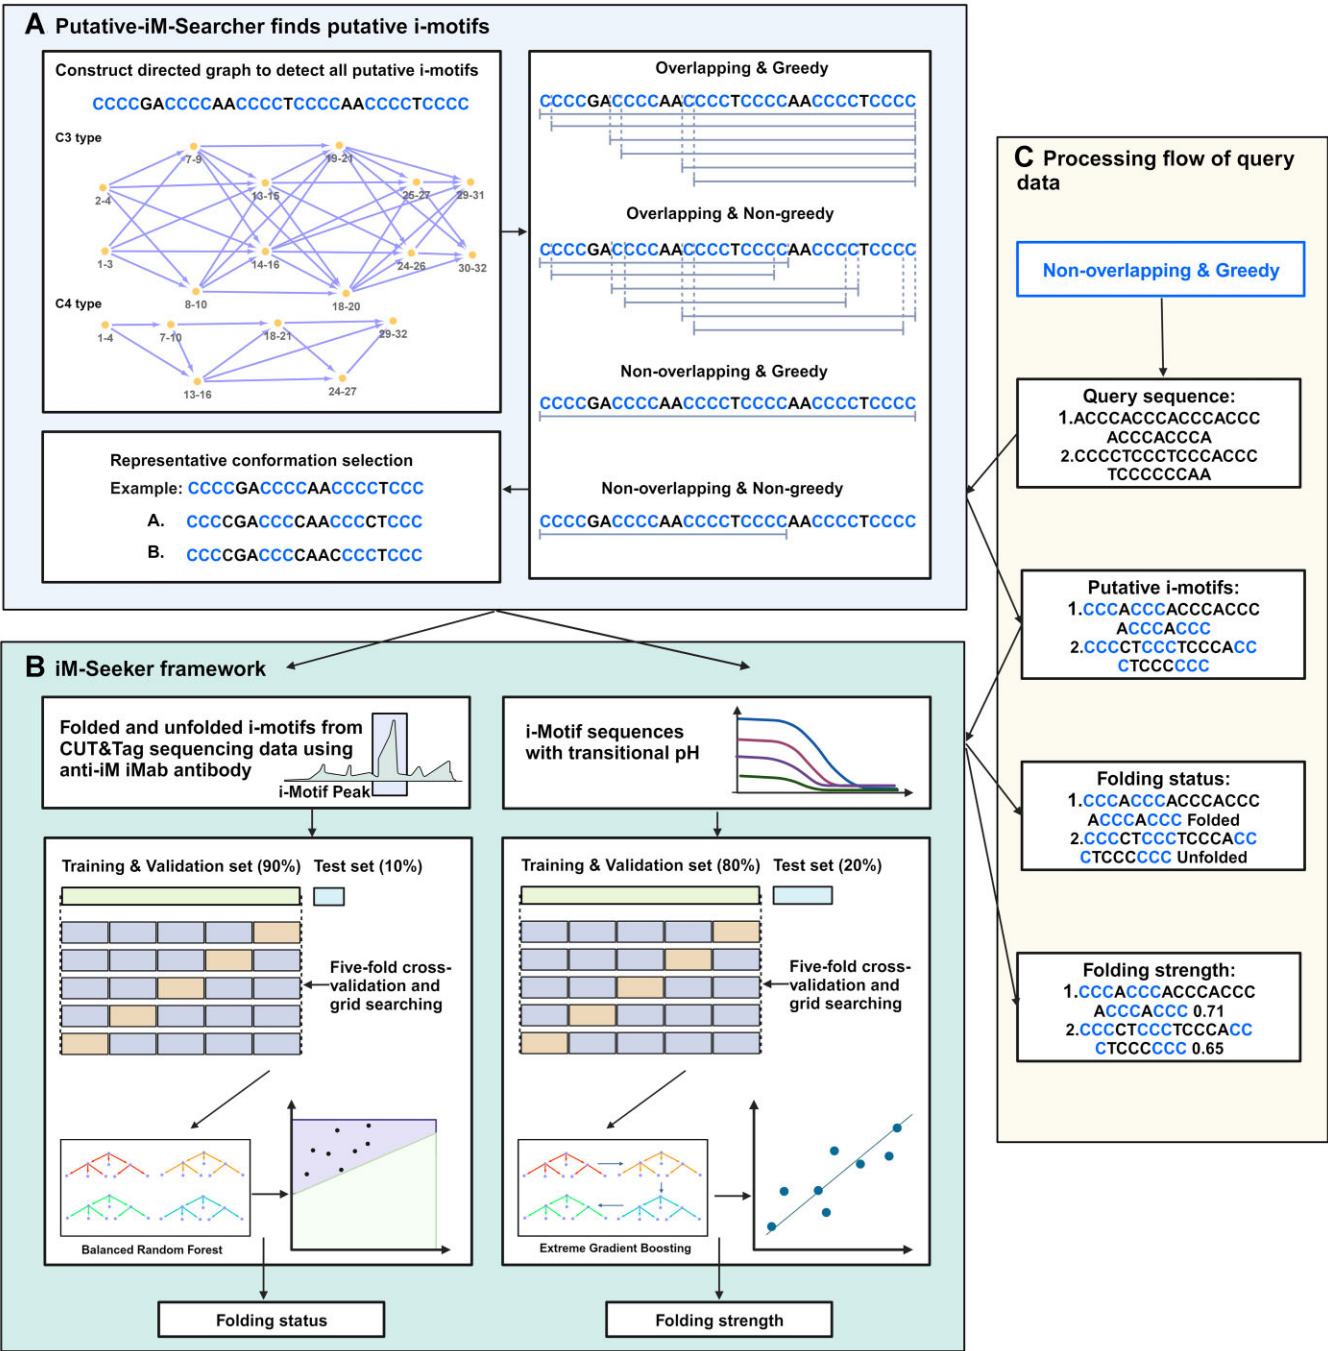 A Putative-iM-Searcher finds putative i-motifs
Construct directed graph to detect all putative i-motifs
CCCCGACCCCAACCCCTCCCCAACCCCTCCCC
C3 type
7-9
19-21
2-4
13-15
25-27
29-31
1-3
14-16
24-26
30-32
8-10
18-20
C4 type
1-4
7-10
18-21
29-32
13-16
24-27
Overlapping & Greedy
CCCCGACCCCAACCCCTCCCCAACCCCTCCCC
Overlapping & Non-greedy
CCCCGACCCCAACCCCTCCCCAACCCCTCCCC
Non-overlapping & Greedy
CCCCGACCCCAACCCCTCCCCAACCCCTCCCC
Non-overlapping & Non-greedy
CCCCGACCCCAACCCCTCCCCAACCCCTCCCC
Representative conformation selection
Example: CCCCGACCCCAACCCCTCCC
A. CCCCGACCCCAACCCCTCCC
B. CCCCGACCCCAACCCCTCCC
B iM-Seeker framework
Folded and unfolded i-motifs from
CUT&Tag sequencing data using
anti-iM iMab antibody
i-Motif Peak
i-Motif sequences
with transitional pH
Training & Validation set (90%)
Test set (10%)
Five-fold cross-
validation and
grid searching
Balanced Random Forest
Folding status
Training & Validation set (80%)
Test set (20%)
Five-fold cross-
validation and
grid searching
Extreme Gradient Boosting
Folding strength
C Processing flow of query
data
Non-overlapping & Greedy
Query sequence:
1.ACCCACCCACCCACCC
ACCCACCCA
2.CCCCTCCCTCCCACCC
TCCCCCCAA
Putative i-motifs:
1.CCCACCCACCCACCC
ACCCACCC
2.CCCCTCCCTCCCACC
CTCCCCCC
Folding status:
1.CCCACCCACCCACCC
ACCCACCC Folded
2.CCCCTCCCTCCCACC
CTCCCCCC Unfolded
Folding strength:
1.CCCACCCACCCACCC
ACCCACCC 0.71
2.CCCCTCCCTCCCACC
CTCCCCCC 0.65